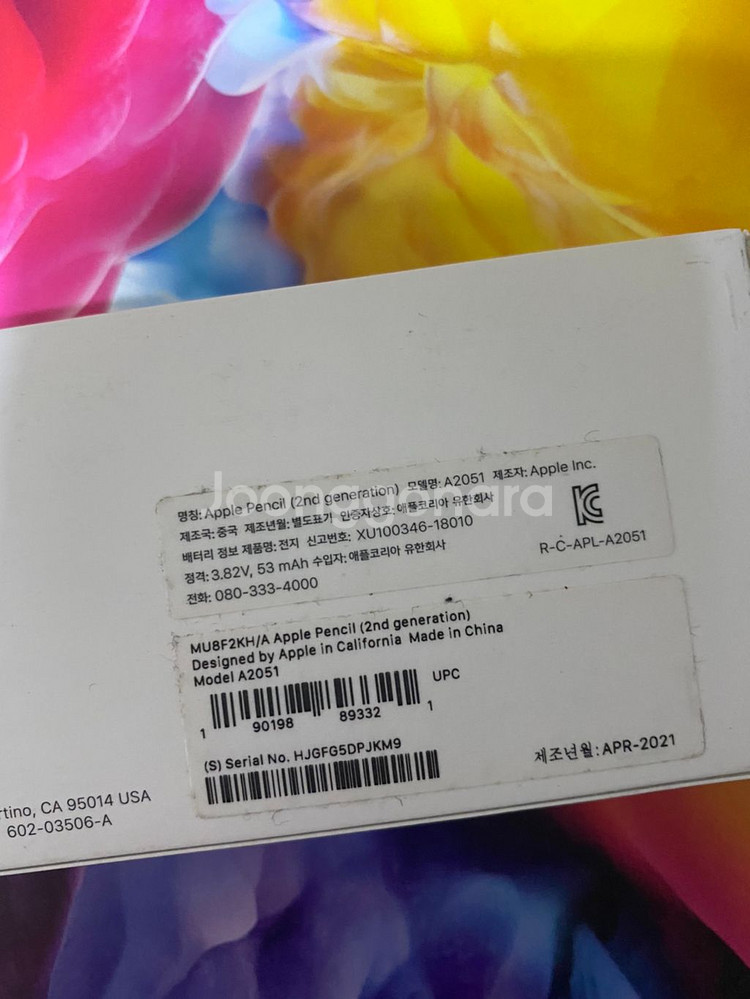 Joonggonara
명칭: Apple Pencil (2nd generation) 모델명: A2051 제조자: Apple Inc.
제조국: 중국 제조년월: 별도표기 인증자상호: 애플코리아 유한회사
배터리 정보 제품명: 전지 신고번호: XU100346-18010
정격: 3.82V, 53 mAh 수입자: 애플코리아 유한회사
전화: 080-333-4000
R-C-APL-A2051
MU8F2KH/A Apple Pencil (2nd generation)
Designed by Apple in California Made in China
Model A2051
UPC
1 90198 89332 1
(S) Serial No. HJGFG5DPJKM9
제조년월: APR-2021
rtino, CA 95014 USA
602-03506-A